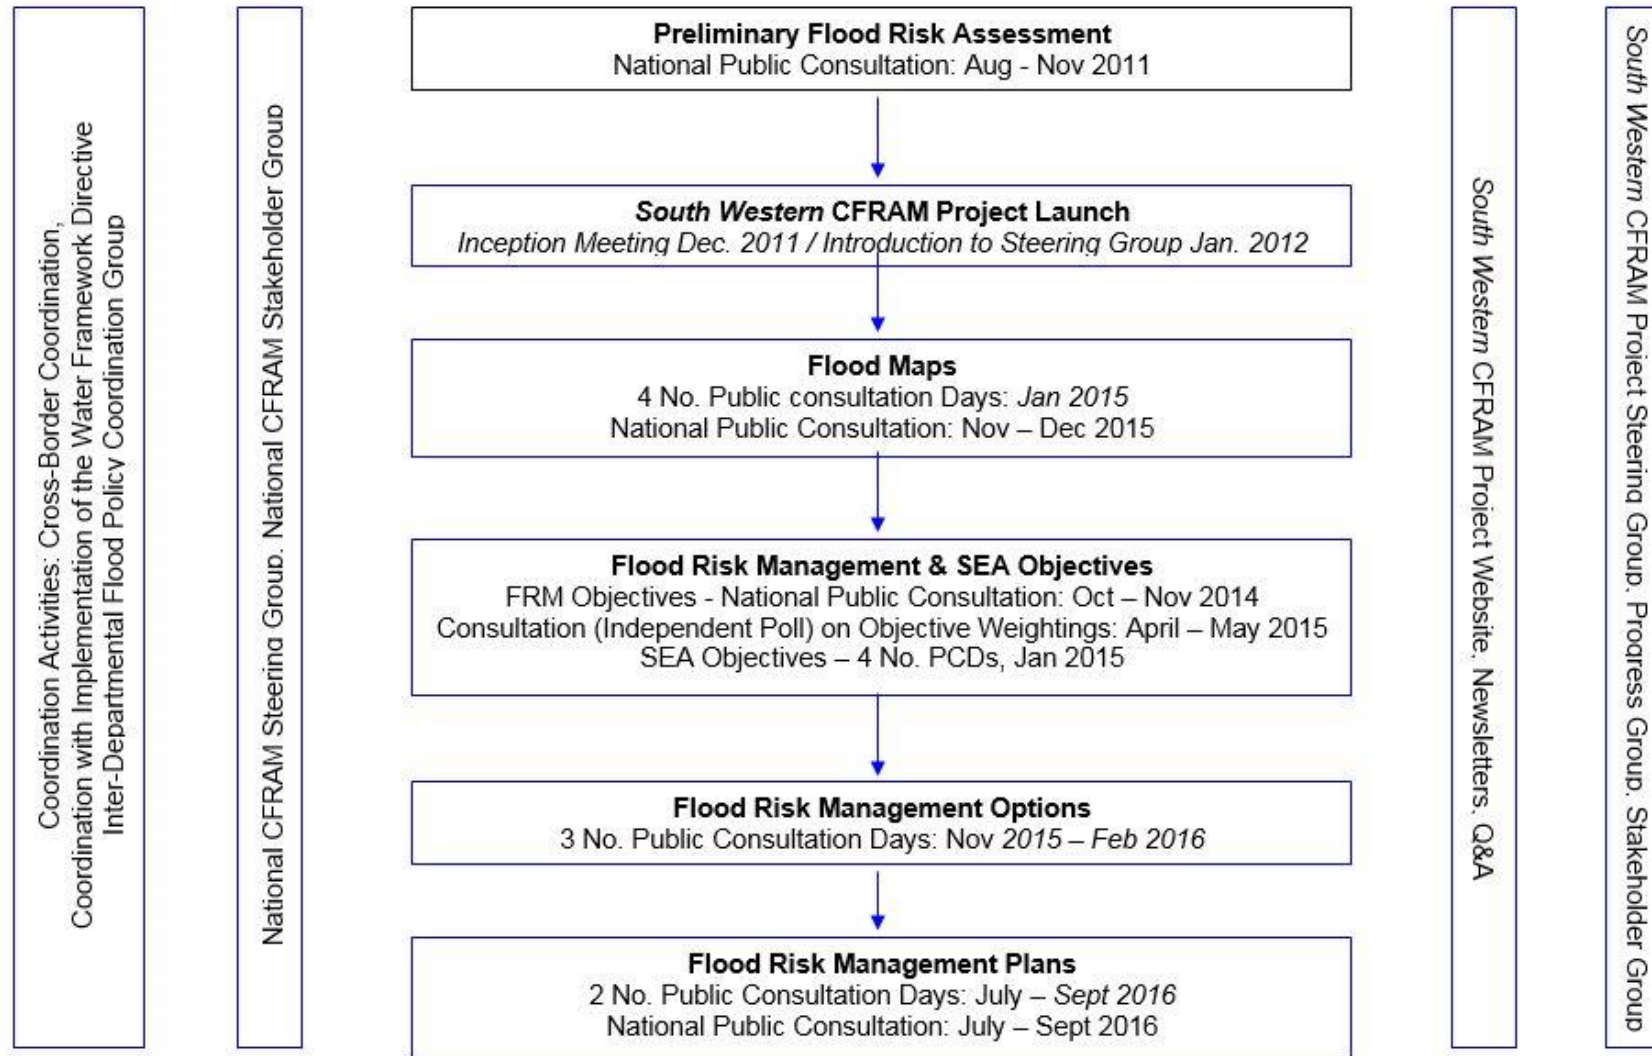 Coordination Activities: Cross-Border Coordination,
Coordination with Implementation of the Water Framework Directive
Inter-Departmental Flood Policy Coordination Group
National CFRAM Steering Group. National CFRAM Stakeholder Group
Preliminary Flood Risk Assessment
National Public Consultation: Aug - Nov 2011
South Western CFRAM Project Launch
Inception Meeting Dec. 2011 / Introduction to Steering Group Jan. 2012
Flood Maps
4 No. Public consultation Days: Jan 2015
National Public Consultation: Nov – Dec 2015
Flood Risk Management & SEA Objectives
FRM Objectives - National Public Consultation: Oct – Nov 2014
Consultation (Independent Poll) on Objective Weightings: April – May 2015
SEA Objectives – 4 No. PCDs, Jan 2015
Flood Risk Management Options
3 No. Public Consultation Days: Nov 2015 – Feb 2016
Flood Risk Management Plans
2 No. Public Consultation Days: July – Sept 2016
National Public Consultation: July – Sept 2016
South Western CFRAM Project Website. Newsletters. Q&A
South Western CFRAM Project Steering Group. Progress Group. Stakeholder Group